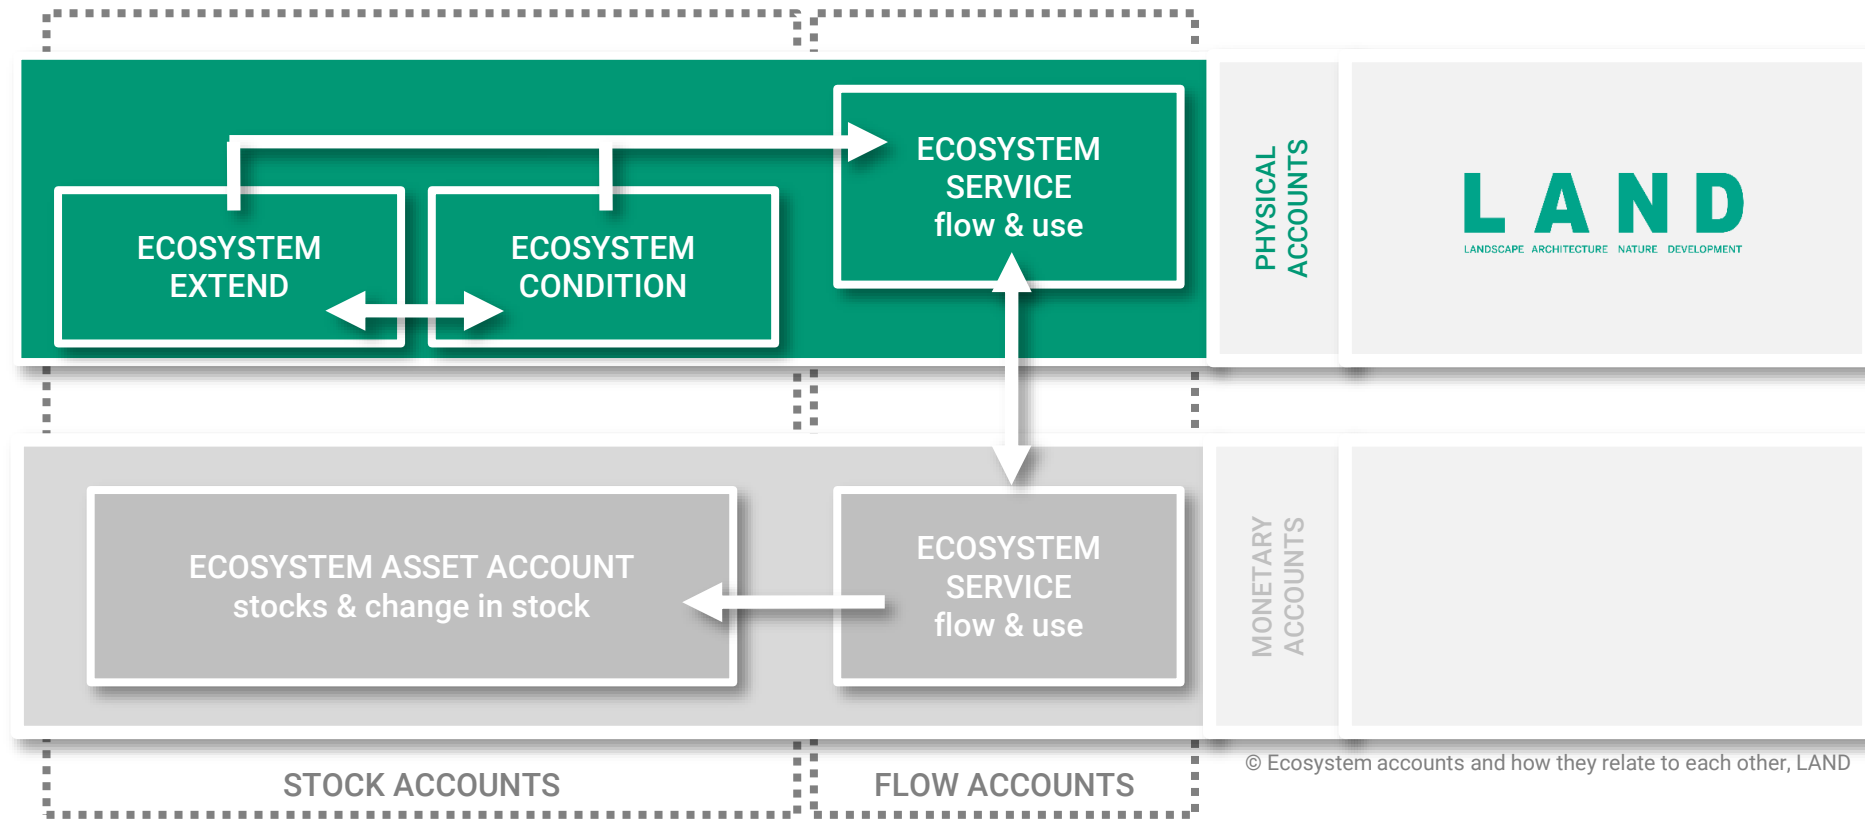 ECOSYSTEM
EXTEND
ECOSYSTEM
CONDITION
ECOSYSTEM
SERVICE
flow & use
PHYSICAL
ACCOUNTS
LAND
LANDSCAPE ARCHITECTURE NATURE DEVELOPMENT
ECOSYSTEM ASSET ACCOUNT
stocks & change in stock
ECOSYSTEM
SERVICE
flow & use
MONETARY
ACCOUNTS
© Ecosystem accounts and how they relate to each other, LAND
STOCK ACCOUNTS
FLOW ACCOUNTS